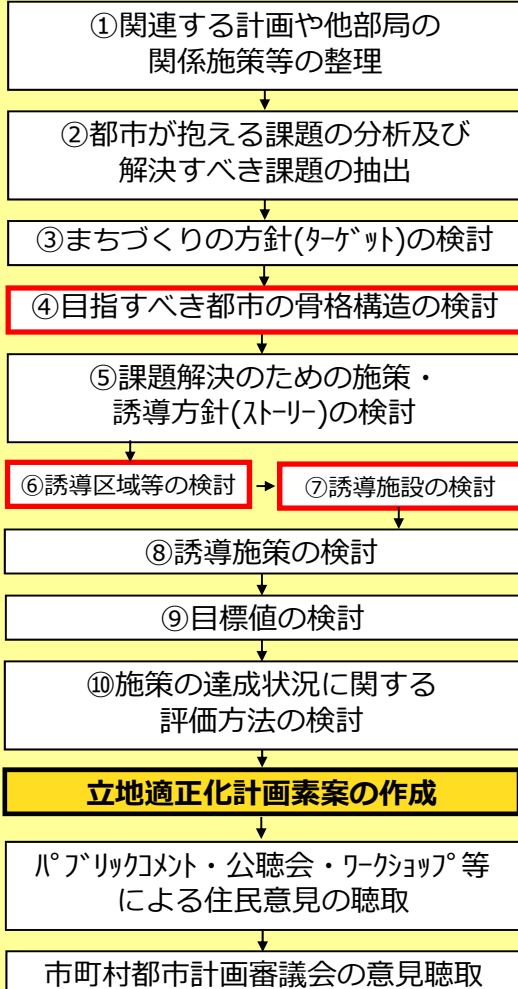 ①関連する計画や他部局の
関係施策等の整理
②都市が抱える課題の分析及び
解決すべき課題の抽出
③まちづくりの方針(ﾀｰｹﾞｯﾄ)の検討
④目指すべき都市の骨格構造の検討
⑤課題解決のための施策・
誘導方針(ｽﾄｰﾘｰ)の検討
⑥誘導区域等の検討
⑦誘導施設の検討
⑧誘導施策の検討
⑨目標値の検討
⑩施策の達成状況に関する
評価方法の検討
立地適正化計画素案の作成
ﾊﾟﾌﾞﾘｯｸｺﾒﾝﾄ・公聴会・ﾜｰｸｼｮｯﾌﾟ等
による住民意見の聴取
市町村都市計画審議会の意見聴取